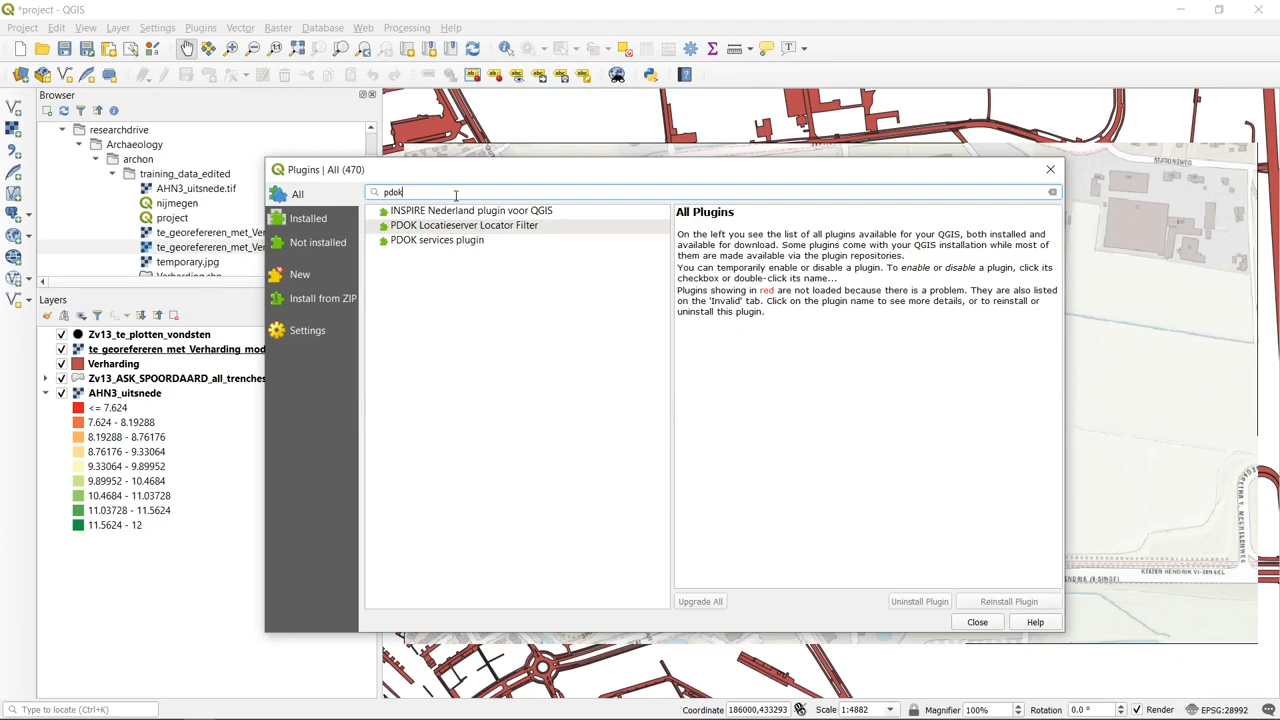 *project — QGIS
Project Edit View Layer Settings Plugins Vector Raster Database Web Processing Help
Browser
researchdrive
Archaeology
archon
training_data_edited
AHN3_uitsnede.tif
nijmegen
project
te_georefereren_met_Ver
te_georefereren_met_Ver
temporary.jpg
Layers
Zv13_te_plotten_vondsten
te_georefereren_met_Verharding_mod
Verharding
Zv13_ASK_SPOORDAARD_all_trenches
AHN3_uitsnede
<= 7.624
7.624 - 8.19288
8.19288 - 8.76176
8.76176 - 9.33064
9.33064 - 9.89952
9.89952 - 10.4684
10.4684 - 11.03728
11.03728 - 11.5624
11.5624 - 12
Plugins | All (470)
pdok
All
Installed
Not installed
New
Install from ZIP
Settings
INSPIRE Nederland plugin voor QGIS
PDOK Locatieserver Locator Filter
PDOK services plugin
All Plugins
On the left you see the list of all plugins available for your QGIS, both installed and
available for download. Some plugins come with your QGIS installation while most of
them are made available via the plugin repositories.
You can temporarily enable or disable a plugin. To enable or disable a plugin, click its
checkbox or double-click its name...
Plugins showing in red are not loaded because there is a problem. They are also listed
on the 'Invalid' tab. Click on the plugin name to see more details, or to reinstall or
uninstall this plugin.
Upgrade All Uninstall Plugin Reinstall Plugin
Close Help
STATIONSWEG
KEIZER HENDRIK VI-SINGEL
Type to locate (Ctrl+K) Coordinate 186000,433293 Scale 1:4882 Magnifier 100% Rotation 0.0 ° Render EPSG:28992